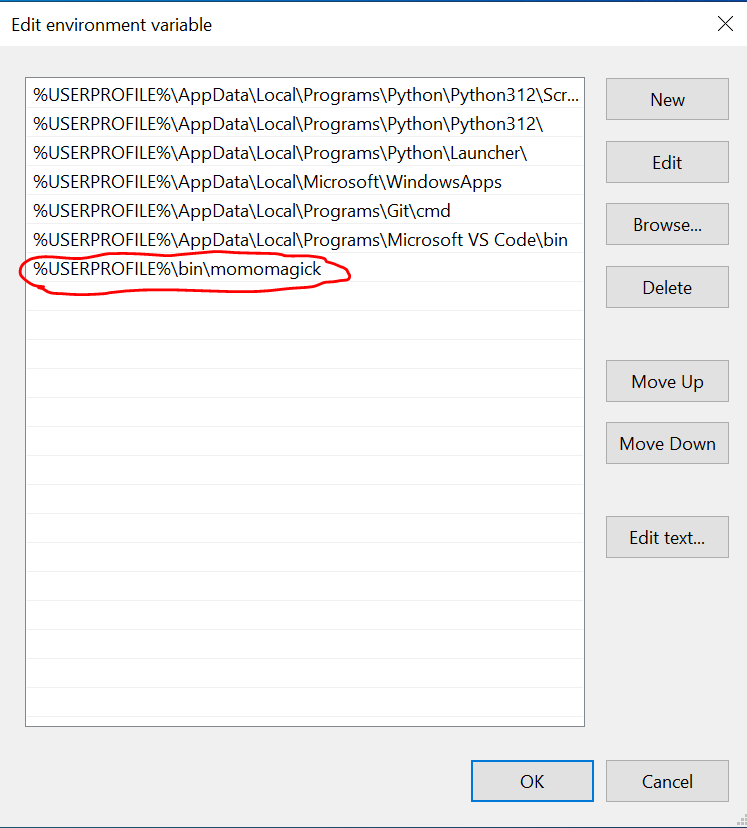 Edit environment variable
%USERPROFILE%\AppData\Local\Programs\Python\Python312\Scr...
New
%USERPROFILE%\AppData\Local\Programs\Python\Python312\
%USERPROFILE%\AppData\Local\Programs\Python\Launcher\
Edit
%USERPROFILE%\AppData\Local\Microsoft\WindowsApps
%USERPROFILE%\AppData\Local\Programs\Git\cmd
Browse...
%USERPROFILE%\AppData\Local\Programs\Microsoft VS Code\bin
%USERPROFILE%\bin\momomagick
Delete
Move Up
Move Down
Edit text...
OK
Cancel